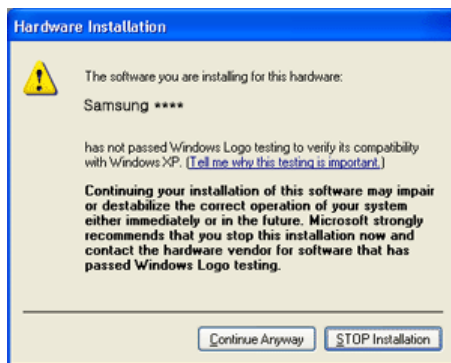 Hardware Installation
The software you are installing for this hardware:
Samsung ****
has not passed Windows Logo testing to verify its compatibility
with Windows XP. (Tell me why this testing is important.)
Continuing your installation of this software may impair
or destabilize the correct operation of your system
either immediately or in the future. Microsoft strongly
recommends that you stop this installation now and
contact the hardware vendor for software that has
passed Windows Logo testing.
Continue Anyway STOP Installation